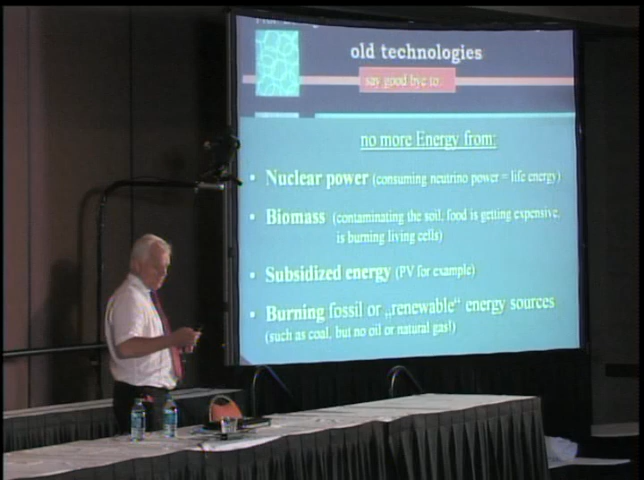 old technologies
say good bye to:
no more Energy from:
• Nuclear power (consuming neutrino power = life energy)
• Biomass (contaminating the soil, food is getting expensive,
is burning living cells)
• Subsidized energy (PV for example)
• Burning fossil or „renewable“ energy sources
(such as coal, but no oil or natural gas!)